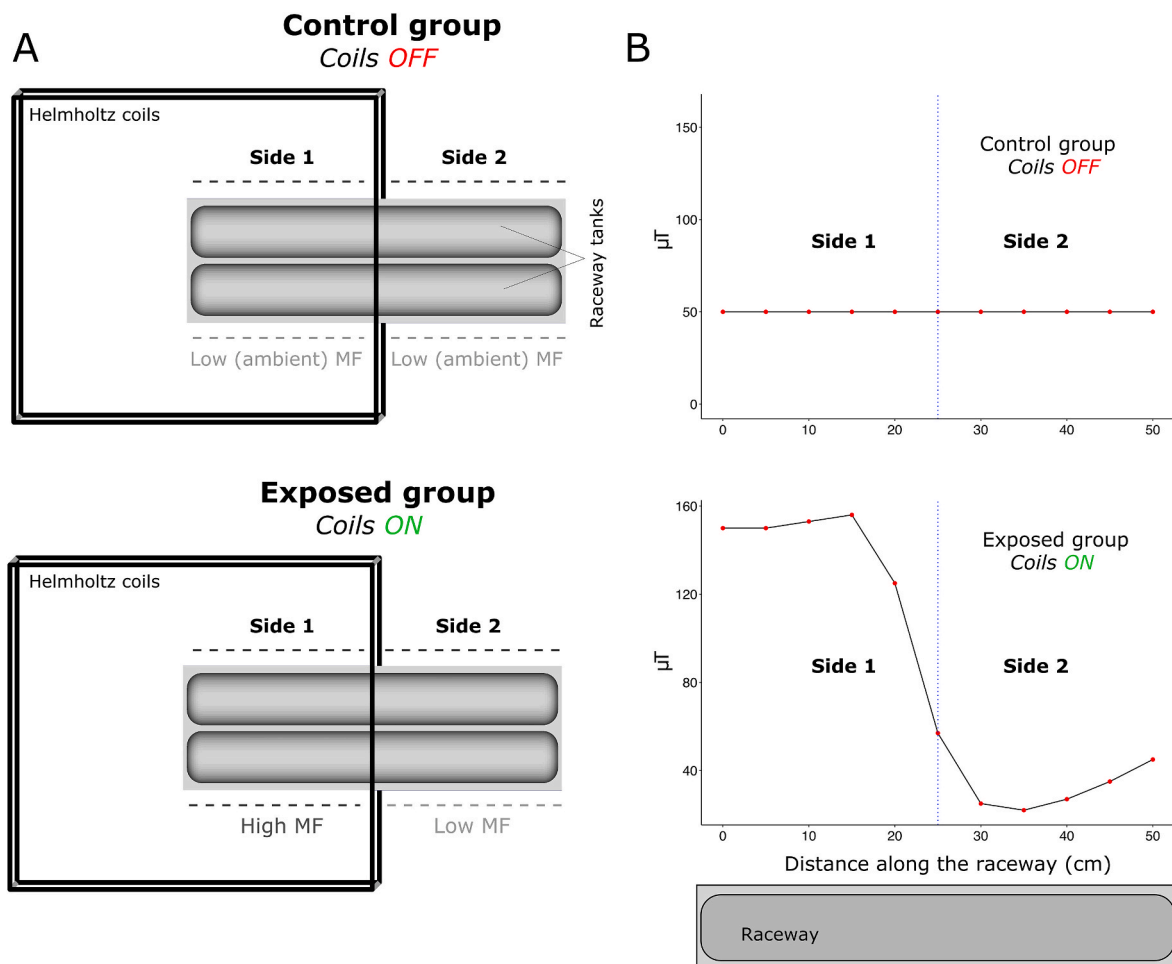 A
Control group
Coils OFF
Helmholtz coils
Side 1
Side 2
Raceway tanks
Low (ambient) MF
Low (ambient) MF
Exposed group
Coils ON
Helmholtz coils
Side 1
Side 2
High MF
Low MF
B
150
100
50
0
µT
Control group
Coils OFF
Side 1
Side 2
0
10
20
30
40
50
160
120
80
40
µT
Exposed group
Coils ON
Side 1
Side 2
0
10
20
30
40
50
Distance along the raceway (cm)
Raceway